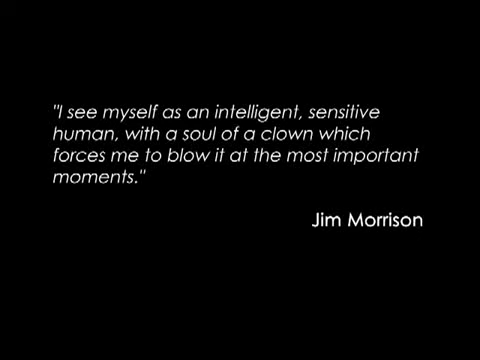 "I see myself as an intelligent, sensitive
human, with a soul of a clown which
forces me to blow it at the most important
moments."
Jim Morrison